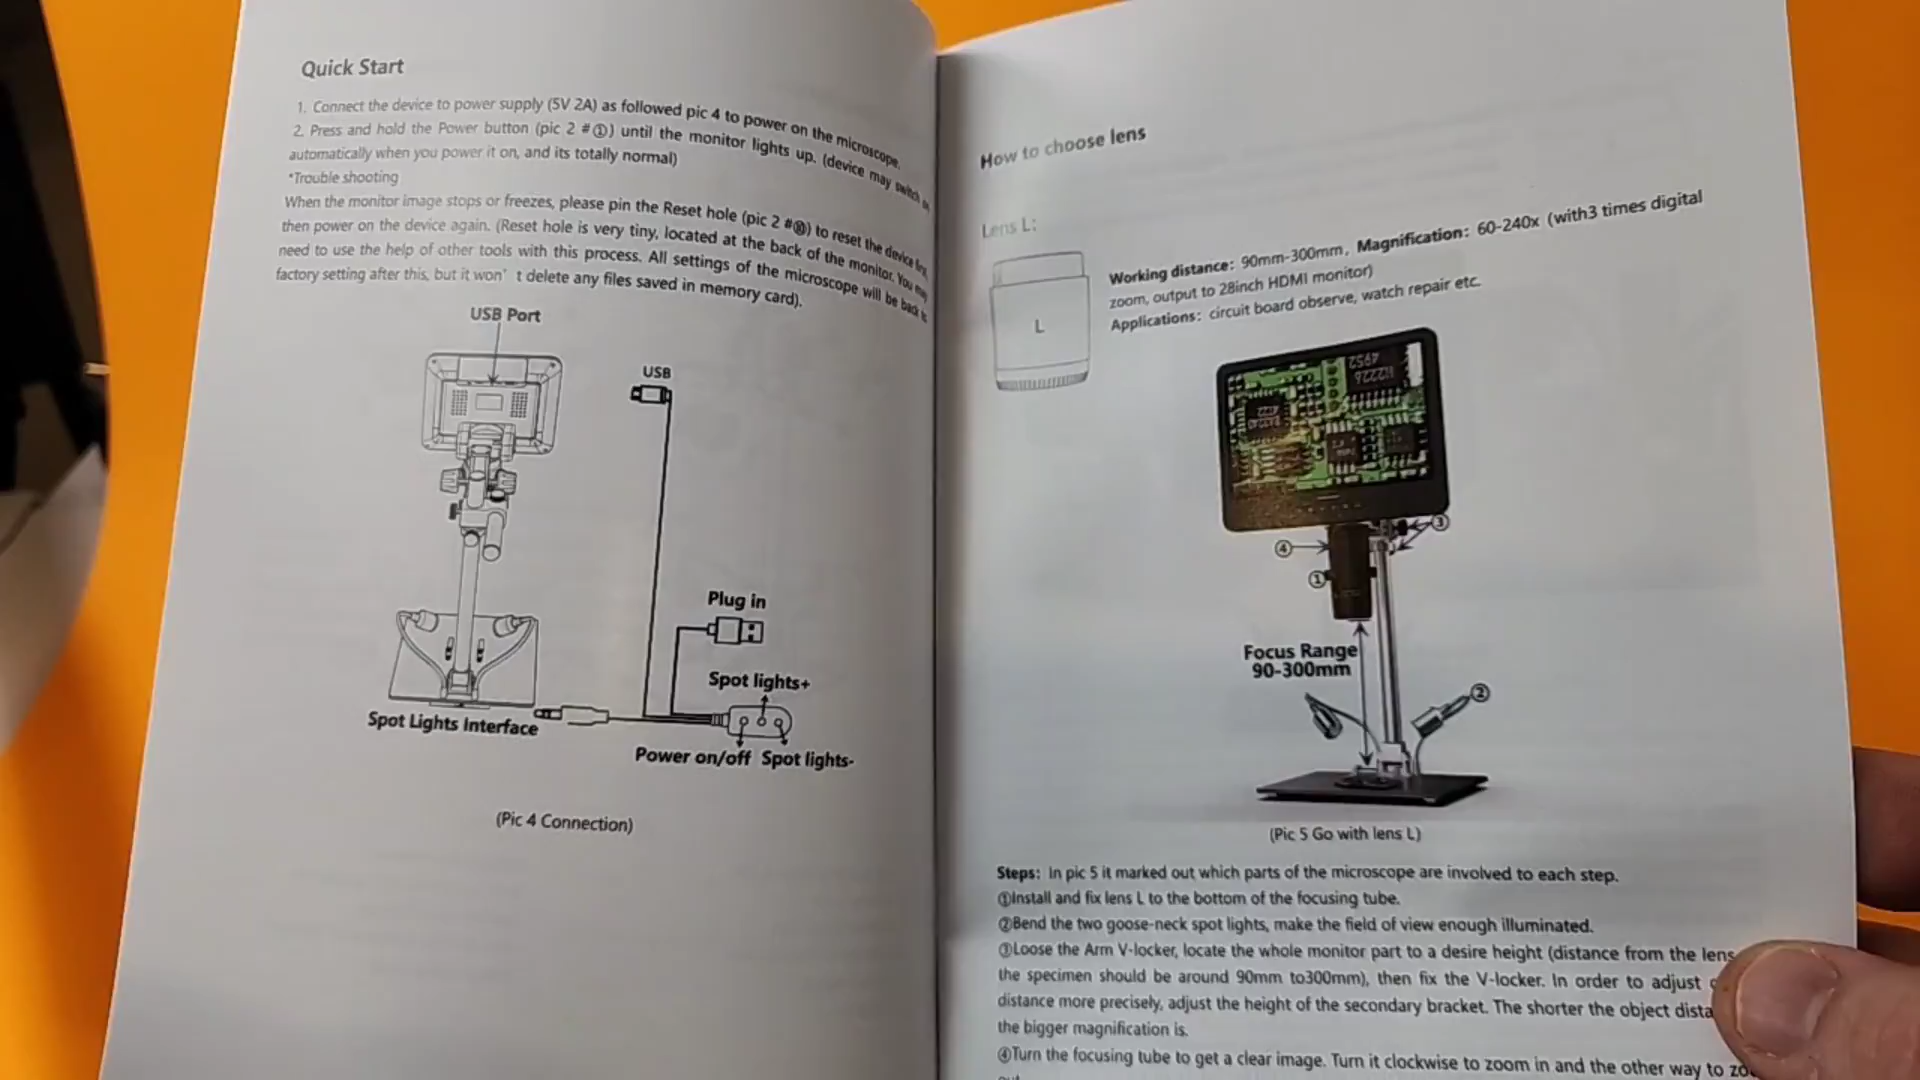 Quick Start
1. Connect the device to power supply (5V 2A) as followed pic 4 to power on the microscope.
2. Press and hold the Power button (pic 2 #①) until the monitor lights up. (device may switch on
automatically when you power it on, and its totally normal)
*Trouble shooting
When the monitor image stops or freezes, please pin the Reset hole (pic 2 #⑩) to reset the device first,
then power on the device again. (Reset hole is very tiny, located at the back of the monitor. You may
need to use the help of other tools with this process. All settings of the microscope will be back to
factory setting after this, but it won't delete any files saved in memory card).
USB Port
USB
Plug in
Spot lights+
Spot Lights Interface
Power on/off Spot lights-
(Pic 4 Connection)
How to choose lens
Lens L:
L
Working distance: 90mm-300mm, Magnification: 60-240x (with3 times digital
zoom, output to 28inch HDMI monitor)
Applications: circuit board observe, watch repair etc.
③
④
①
Focus Range
90-300mm
②
(Pic 5 Go with lens L)
Steps: In pic 5 it marked out which parts of the microscope are involved to each step.
①Install and fix lens L to the bottom of the focusing tube.
②Bend the two goose-neck spot lights, make the field of view enough illuminated.
③Loose the Arm V-locker, locate the whole monitor part to a desire height (distance from the lens
the specimen should be around 90mm to300mm), then fix the V-locker. In order to adjust
distance more precisely, adjust the height of the secondary bracket. The shorter the object dista
the bigger magnification is.
④Turn the focusing tube to get a clear image. Turn it clockwise to zoom in and the other way to zo